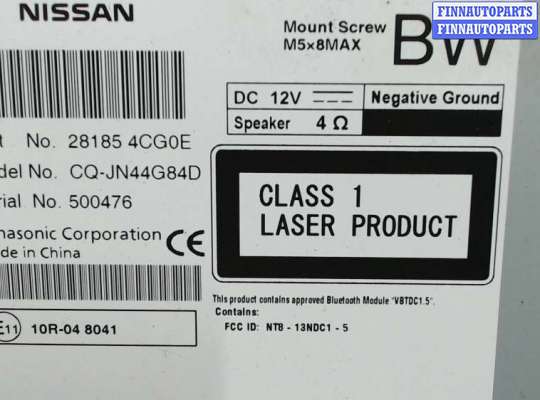 FINNAUTOPARTS
FINNAUTOPARTS
NISSAN
Mount Screw
M5×8MAX
BW
DC 12V
Negative Ground
Speaker 4 Ω
No. 28185 4CG0E
No. CQ-JN44G84D
No. 500476
Corporation
in China
CE
CLASS 1
LASER PRODUCT
This product contains approved Bluetooth Module "VBTDC1.5".
Contains:
FCC ID: NT8 - 13NDC1 - 5
E11 10R-04 8041